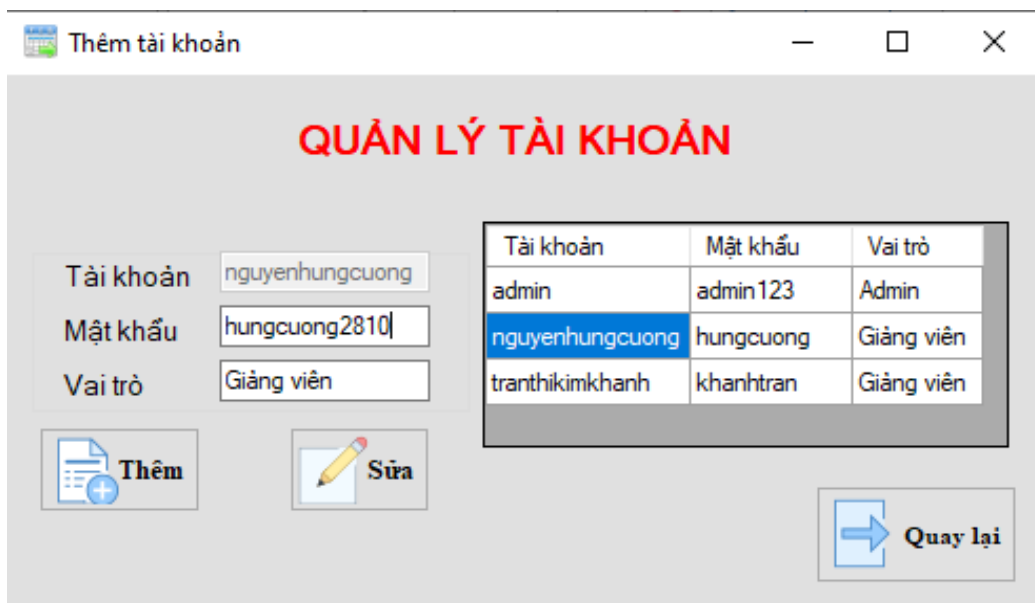 Thêm tài khoản
QUẢN LÝ TÀI KHOẢN
Tài khoản nguyenhungcuong
Mật khẩu hungcuong2810
Vai trò Giảng viên
Thêm
Sửa
Tài khoản Mật khẩu Vai trò
admin admin123 Admin
nguyenhungcuong hungcuong Giảng viên
tranthikimkhanh khanhtran Giảng viên
Quay lại